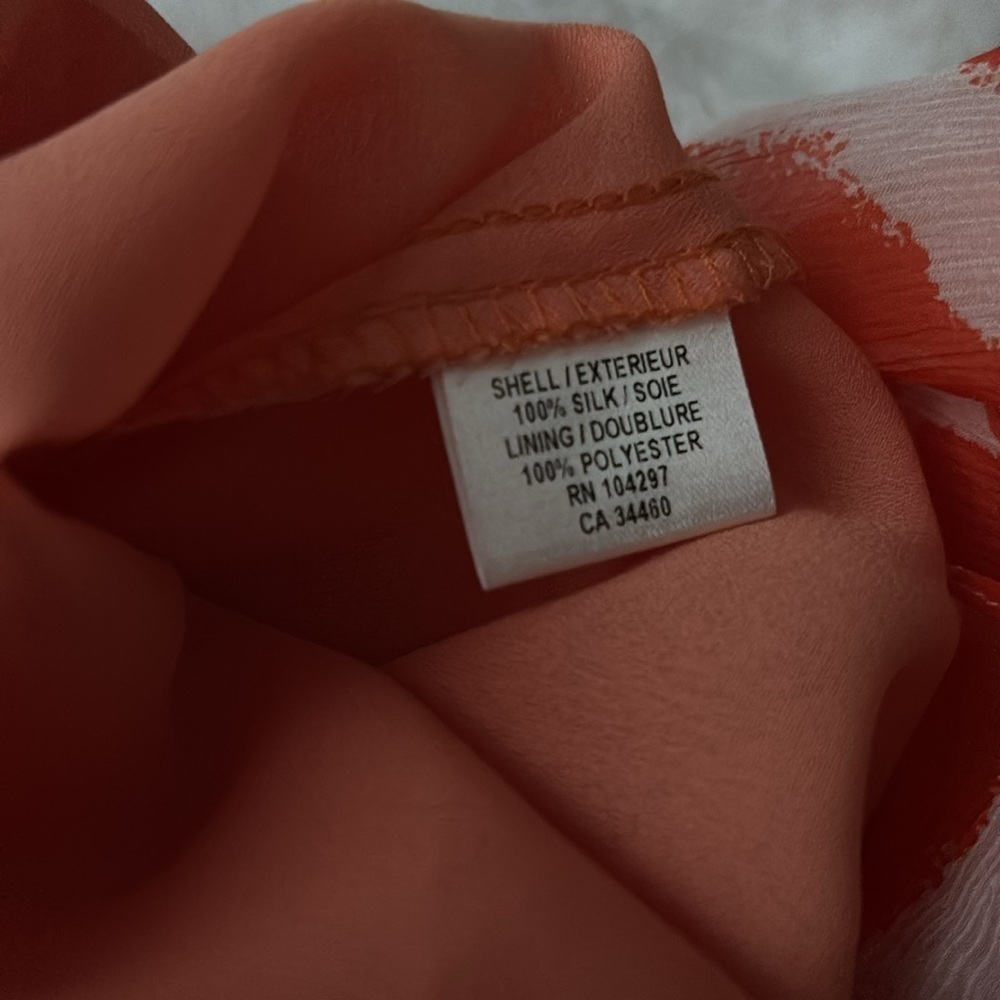 SHELL / EXTERIEUR
100% SILK / SOIE
LINING / DOUBLURE
100% POLYESTER
RN 104297
CA 34460